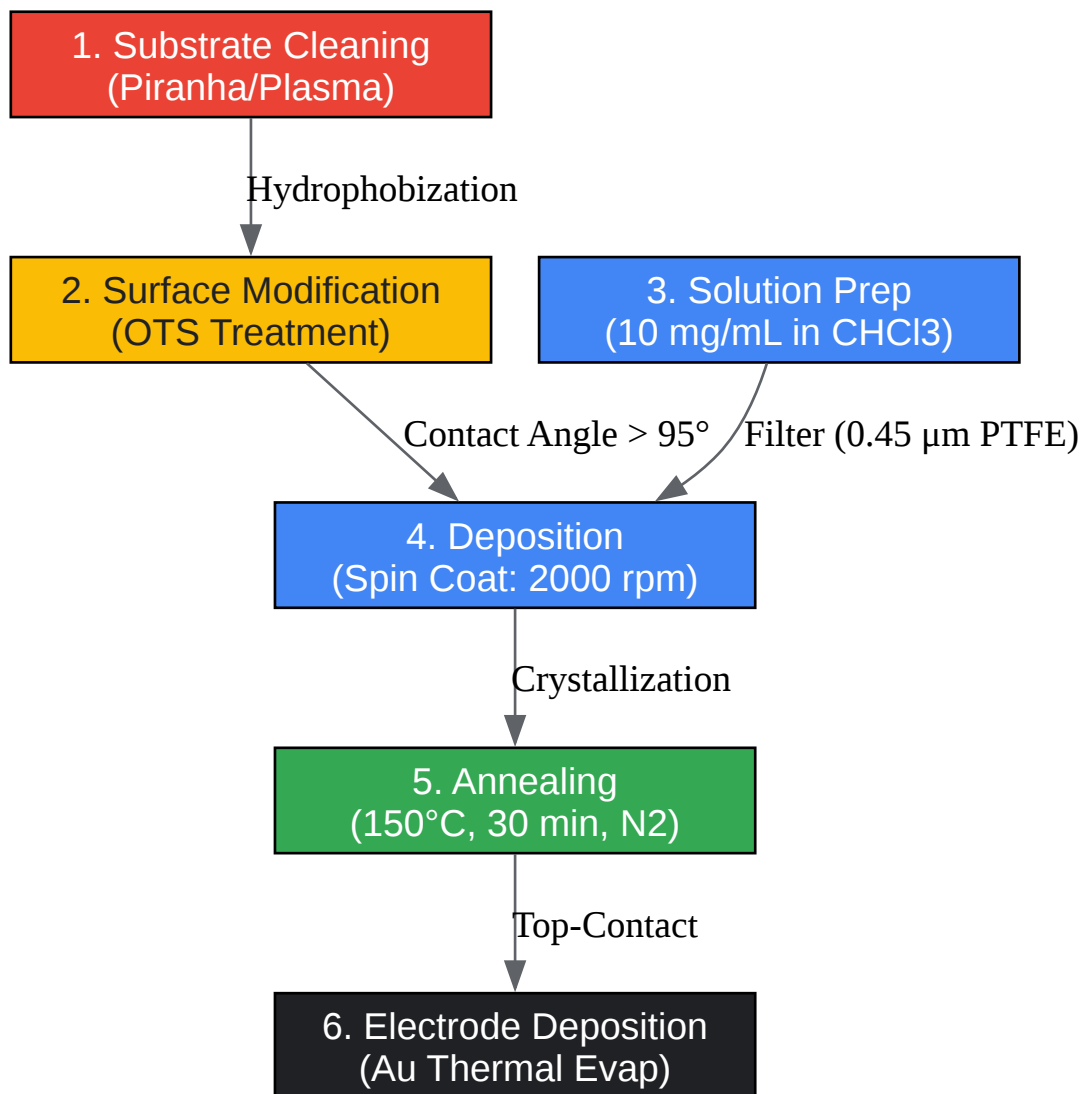 1. Substrate Cleaning
(Piranha/Plasma)
Hydrophobization
2. Surface Modification
(OTS Treatment)
3. Solution Prep
(10 mg/mL in CHCl3)
Contact Angle > 95°
Filter (0.45 μm PTFE)
4. Deposition
(Spin Coat: 2000 rpm)
Crystallization
5. Annealing
(150°C, 30 min, N2)
Top-Contact
6. Electrode Deposition
(Au Thermal Evap)